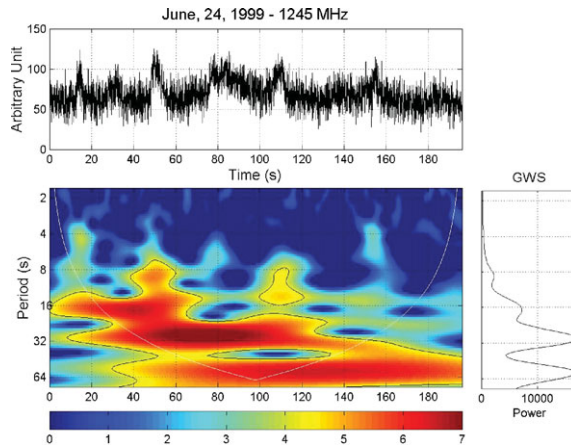 June, 24, 1999 - 1245 MHz
Arbitrary Unit
150
100
50
0
0 20 40 60 80 100 120 140 160 180
Time (s)
GWS
Period (s)
2
4
8
16
32
64
0 20 40 60 80 100 120 140 160 180
0 10000
Power
0 1 2 3 4 5 6 7